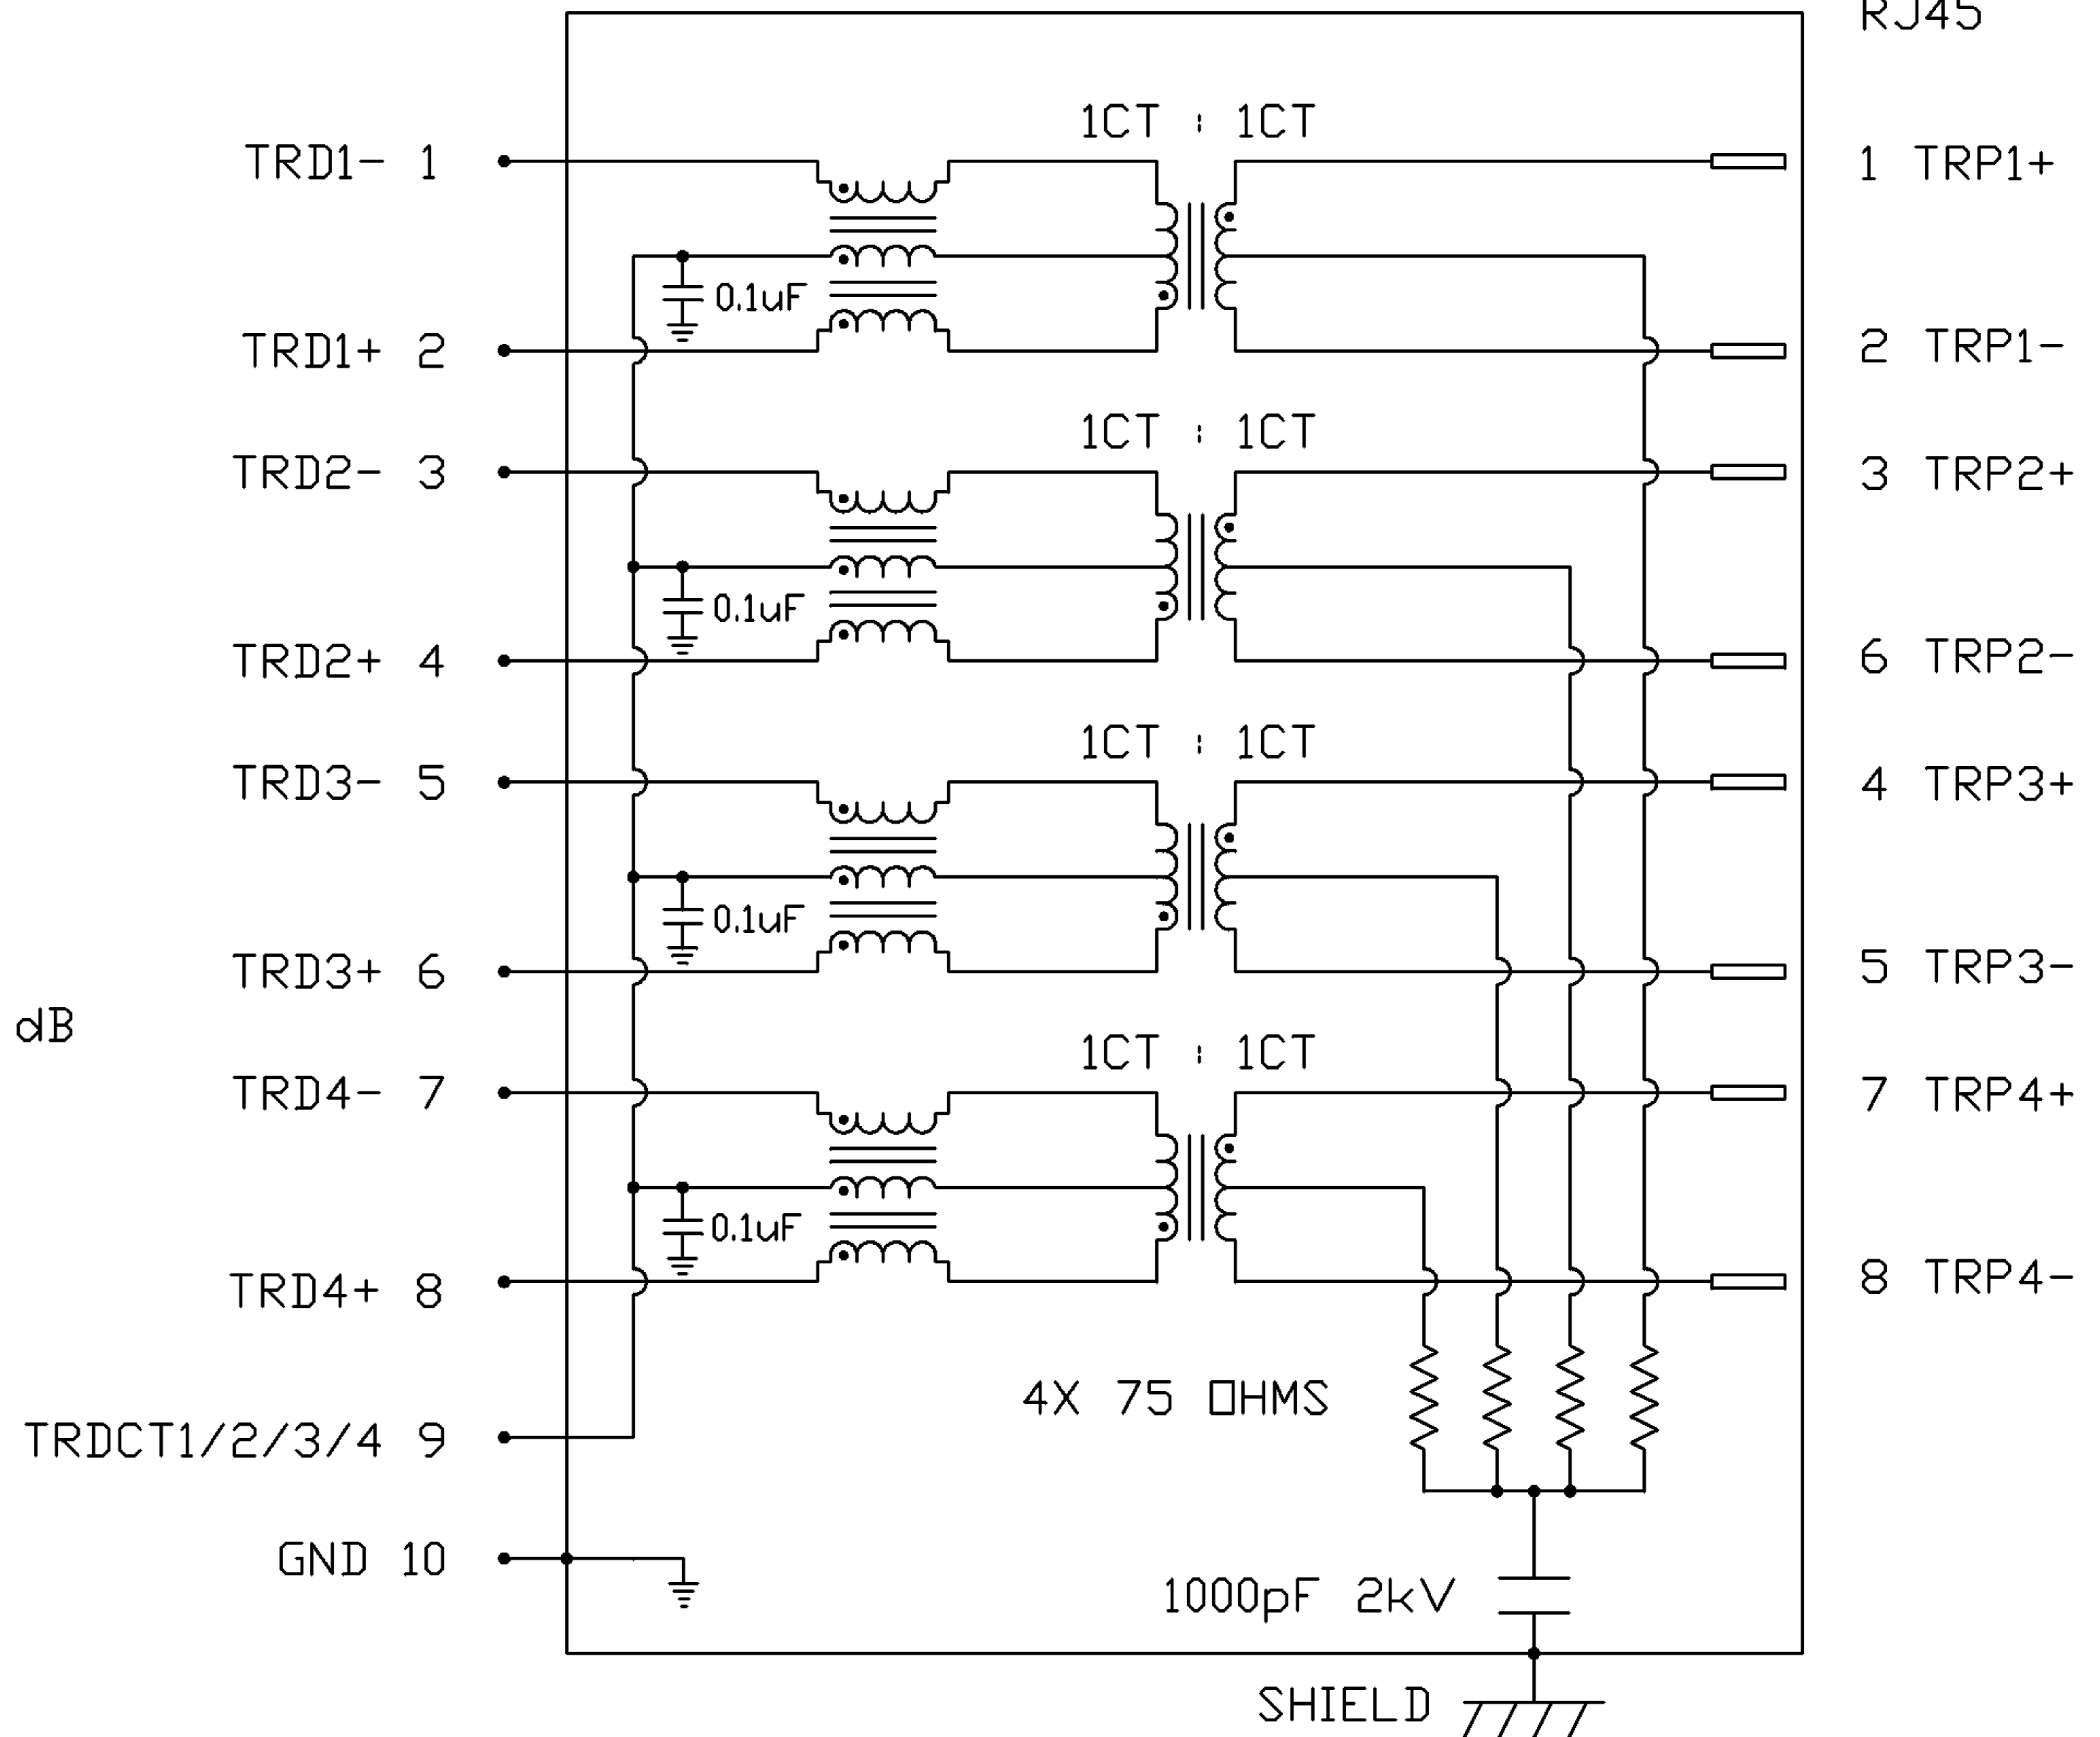 RJ45
1CT : 1CT
TRD1- 1
1 TRP1+
0.1uF
TRD1+ 2
2 TRP1-
1CT : 1CT
TRD2- 3
3 TRP2+
0.1uF
TRD2+ 4
6 TRP2-
1CT : 1CT
TRD3- 5
4 TRP3+
0.1uF
TRD3+ 6
5 TRP3-
dB
1CT : 1CT
TRD4- 7
7 TRP4+
0.1uF
TRD4+ 8
8 TRP4-
4X 75 OHMS
TRDCT1/2/3/4 9
GND 10
1000pF 2kV
SHIELD